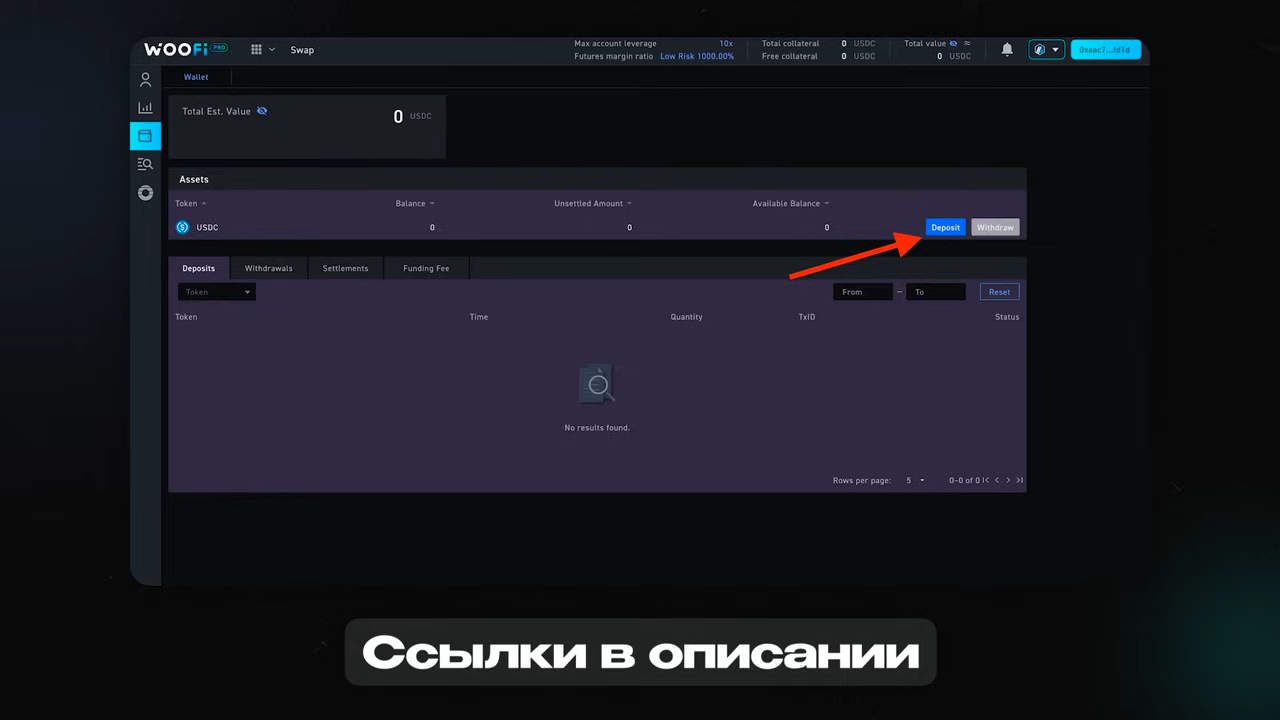 WOOFi PRO
Swap
Max account leverage 10x
Futures margin ratio Low Risk 1000.00%
Total collateral 0 USDC
Free collateral 0 USDC
Total value ≈
0 USDC
0xaac7...fd1d
Wallet
Total Est. Value 0 USDC
Assets
Token Balance Unsettled Amount Available Balance
USDC 0 0 0 Deposit Withdraw
Deposits Withdrawals Settlements Funding Fee
Token From – To Reset
Token Time Quantity TxID Status
No results found.
Rows per page: 5 0-0 of 0
Ссылки в описании